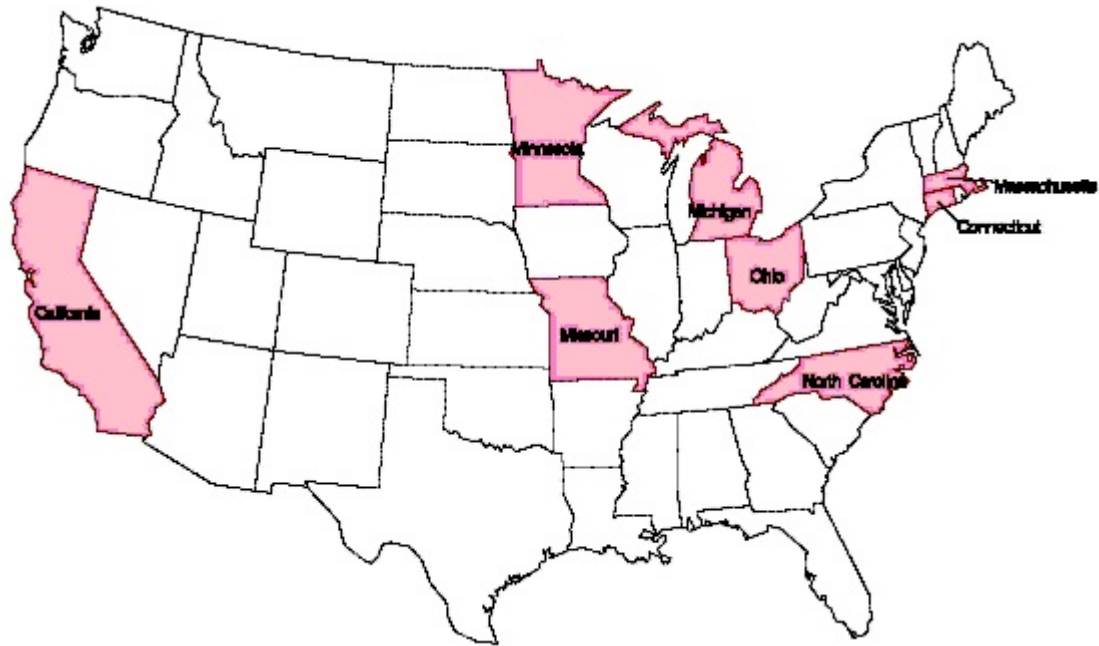 Minnesota
Massachusetts
Michigan
Connecticut
Ohio
California
Missouri
North Carolina